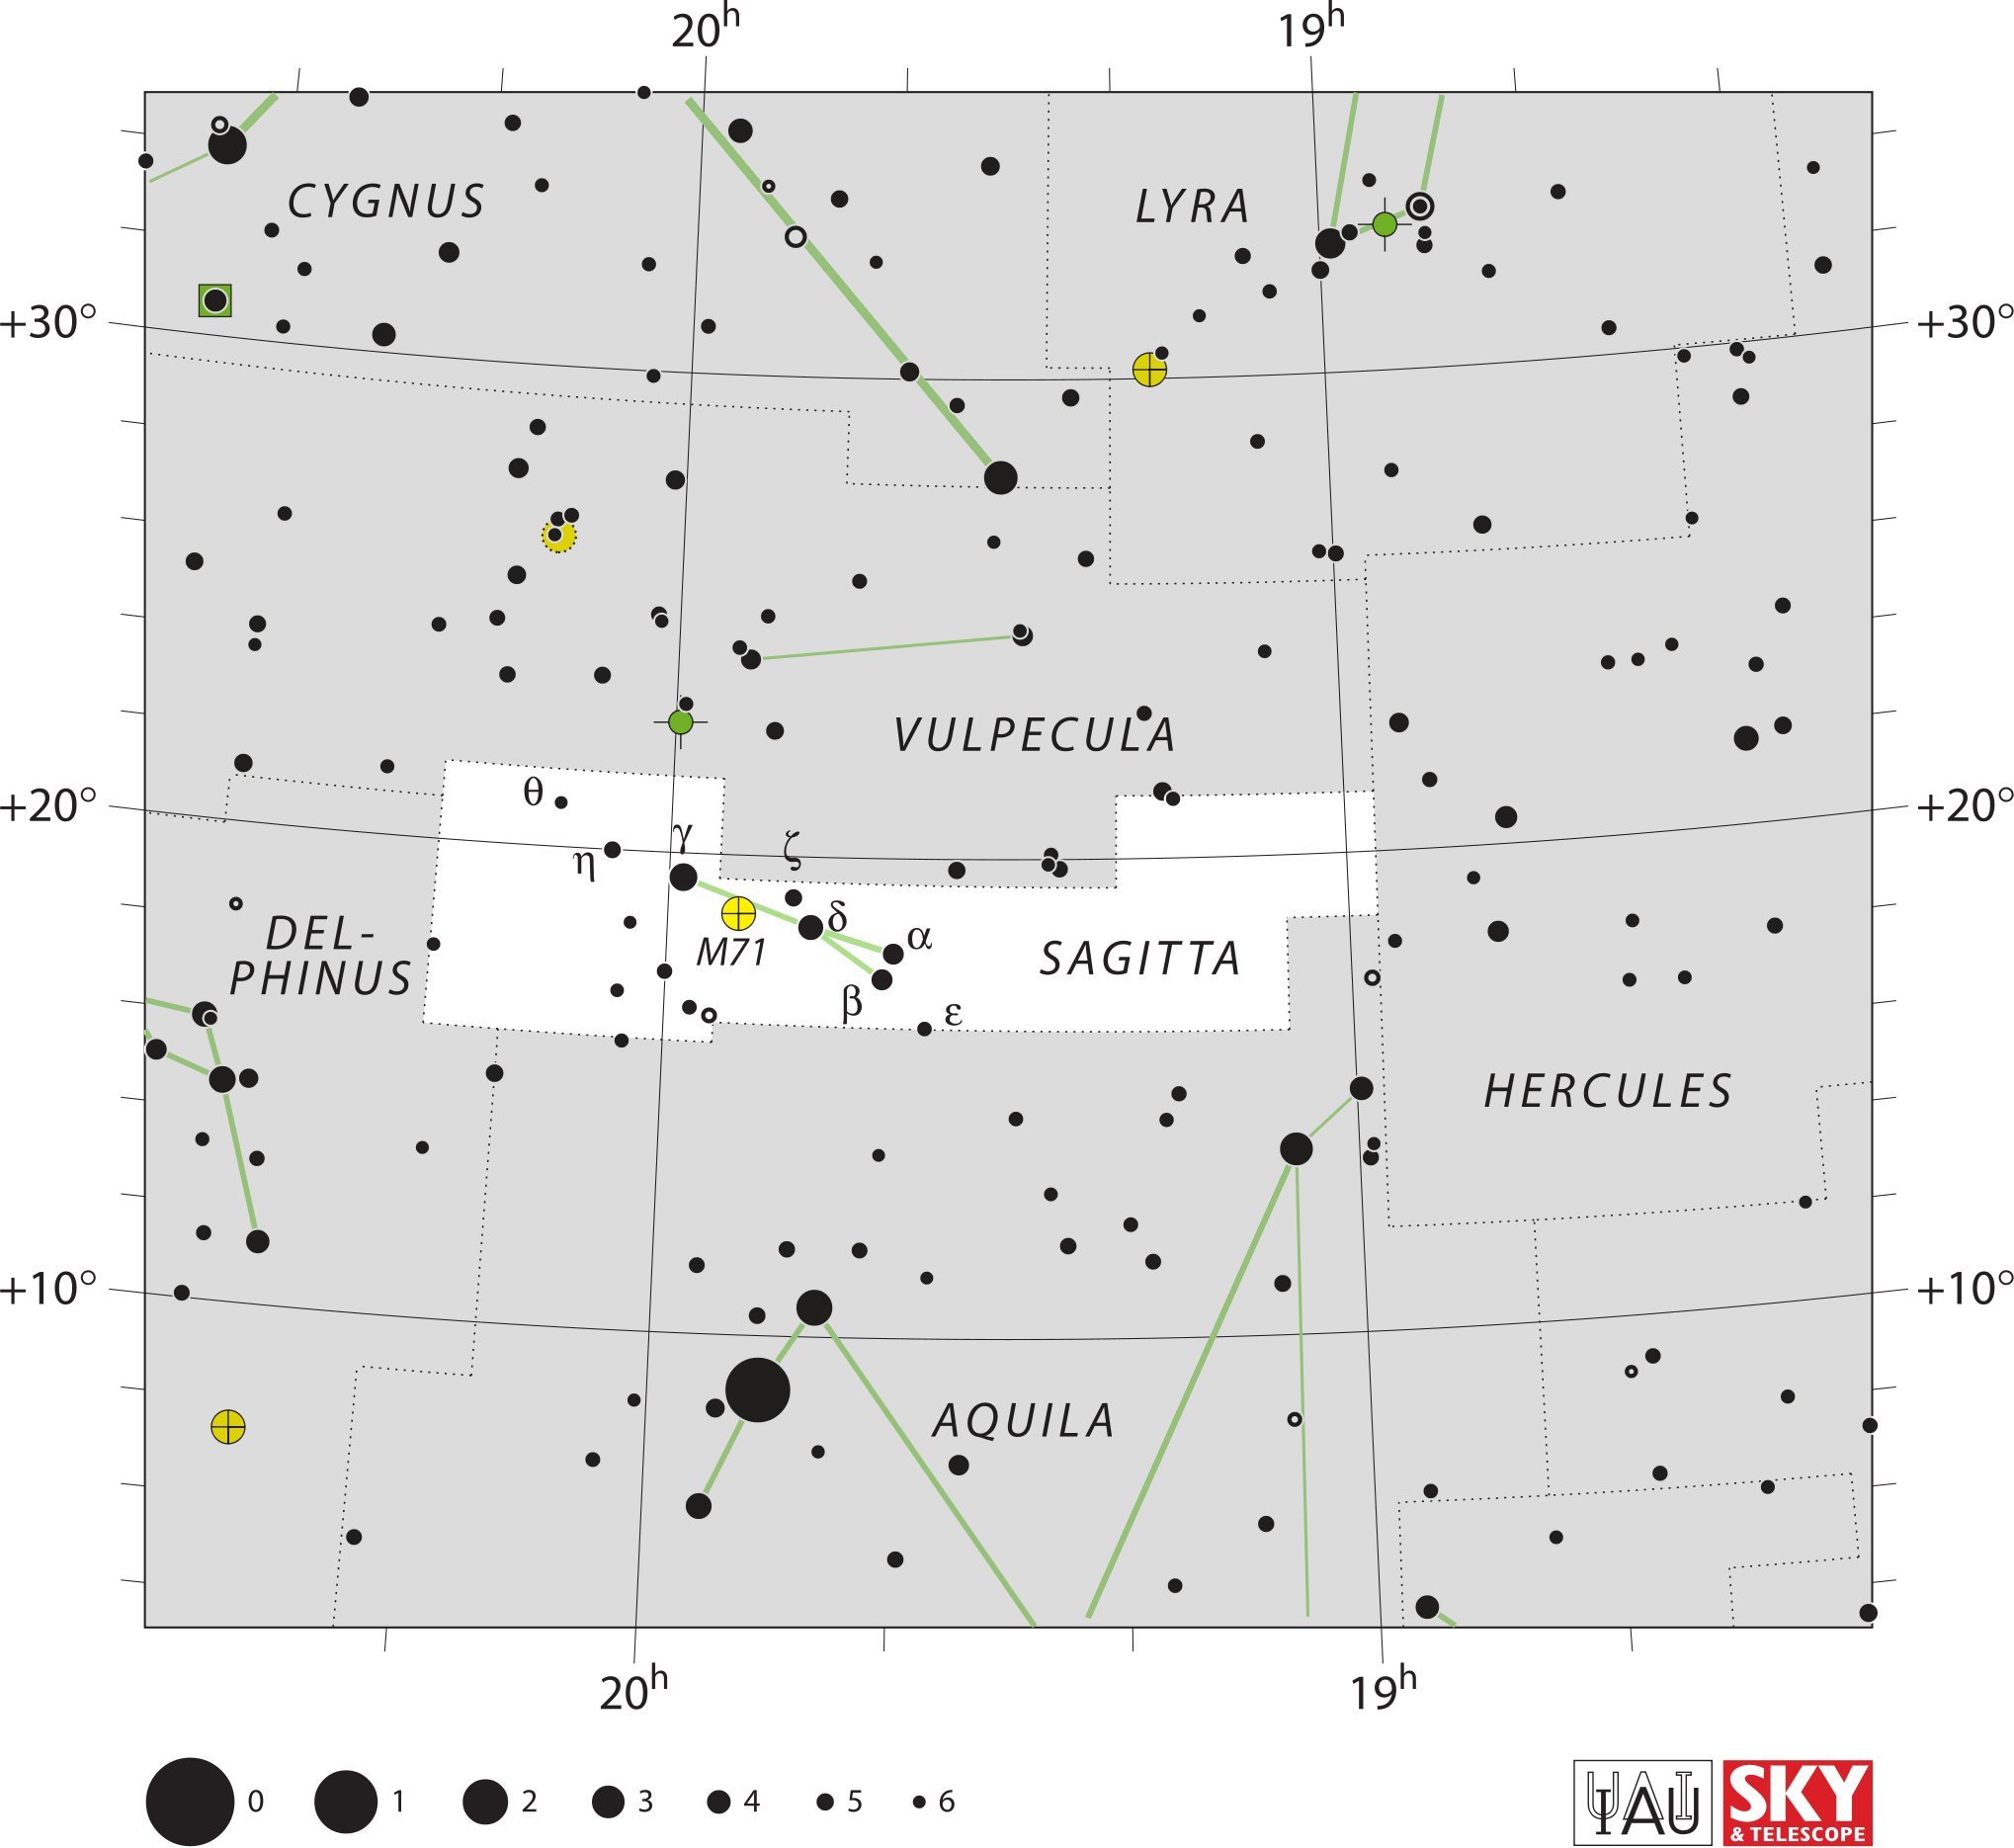 20h 19h
CYGNUS LYRA
+30° +30°
VULPECULA
θ
+20° +20°
γ ζ
η
δ
DEL-
PHINUS
α
M71 SAGITTA
β ε
HERCULES
+10° +10°
AQUILA
20h 19h
0 1 2 3 4 5 6
IAU
SKY
& TELESCOPE